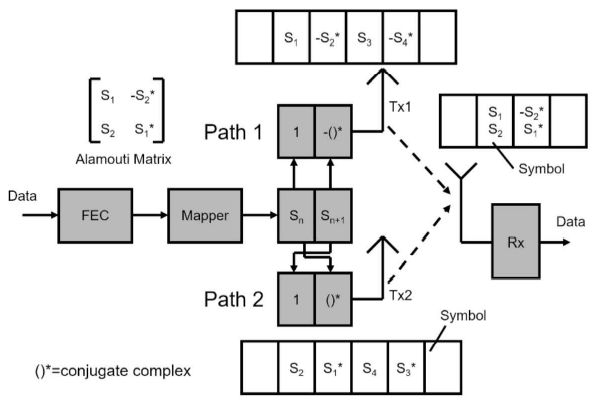 S1 -S2* S3 -S4*
S1 -S2*
S2 S1*
Alamouti Matrix
Tx1
Path 1
1 -()*
S1 -S2*
S2 S1*
Symbol
Data
FEC
Mapper
Sn Sn+1
Rx
Data
Path 2
1 ()*
Tx2
Symbol
S2 S1* S4 S3*
()*=conjugate complex